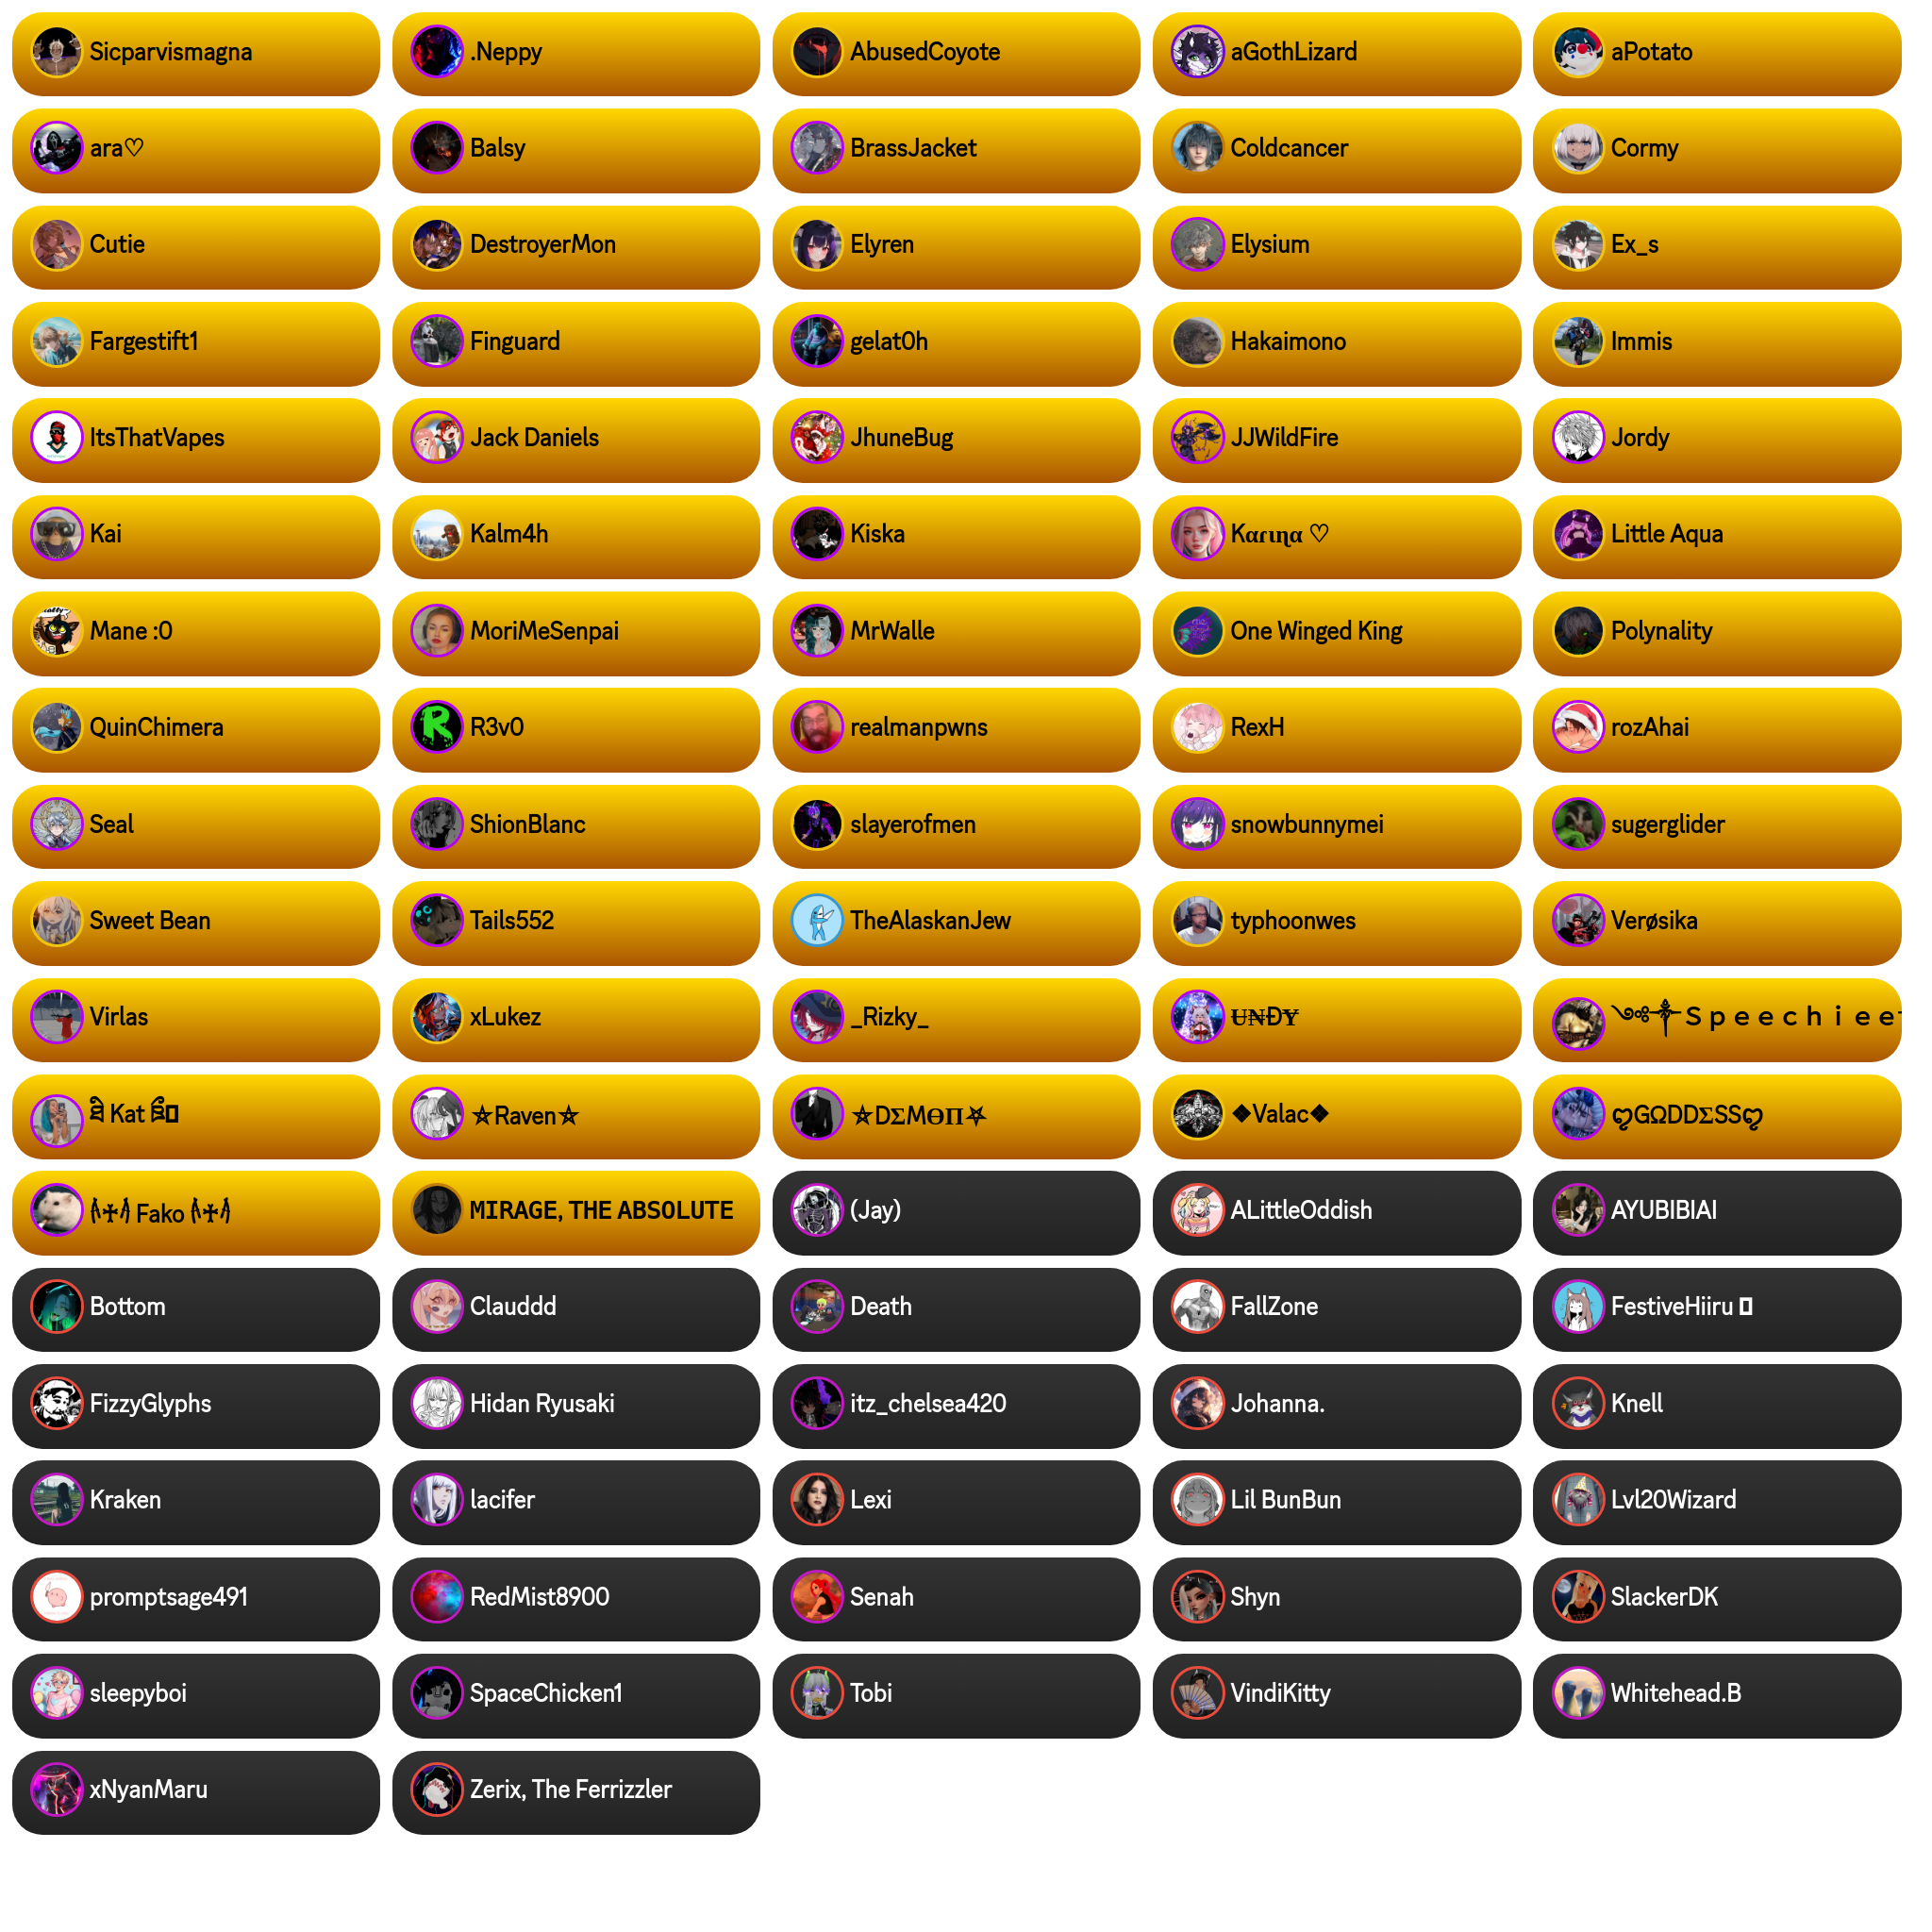 Sicparvismagna
.Neppy
AbusedCoyote
aGothLizard
aPotato
ara♡
Balsy
BrassJacket
Coldcancer
Cormy
Cutie
DestroyerMon
Elyren
Elysium
Ex_s
Fargestift1
Finguard
gelat0h
Hakaimono
Immis
ItsThatVapes
Jack Daniels
JhuneBug
JJWildFire
Jordy
Kai
Kalm4h
Kiska
Kαɾιɳα ♡
Little Aqua
Mane :0
MoriMeSenpai
MrWalle
One Winged King
Polynality
QuinChimera
R3v0
realmanpwns
RexH
rozAhai
Seal
ShionBlanc
slayerofmen
snowbunnymei
sugerglider
Sweet Bean
Tails552
TheAlaskanJew
typhoonwes
Verøsika
Virlas
xLukez
_Rizky_
U̶₦ĐɎ
༺🕆Ｓｐｅｅｃｈｉｅｅ
Kat
⛤Raven⛤
⛤DΣMӨП⛧
❖Valac❖
ღGΩDDΣSSღ
Fako
MIRAGE, THE ABSOLUTE
(Jay)
ALittleOddish
AYUBIBIAI
Bottom
Clauddd
Death
FallZone
FestiveHiiru
FizzyGlyphs
Hidan Ryusaki
itz_chelsea420
Johanna.
Knell
Kraken
lacifer
Lexi
Lil BunBun
Lvl20Wizard
promptsage491
RedMist8900
Senah
Shyn
SlackerDK
sleepyboi
SpaceChicken1
Tobi
VindiKitty
Whitehead.B
xNyanMaru
Zerix, The Ferrizzler